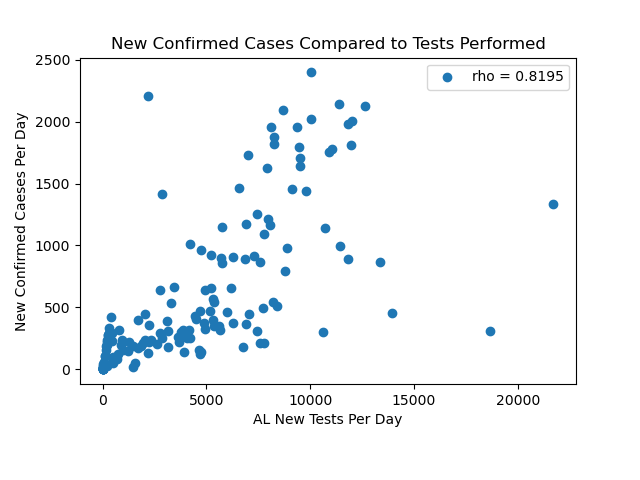 New Confirmed Cases Compared to Tests Performed
rho = 0.8195
2500
2000
1500
1000
500
0
New Confirmed Caeses Per Day
0 5000 10000 15000 20000
AL New Tests Per Day